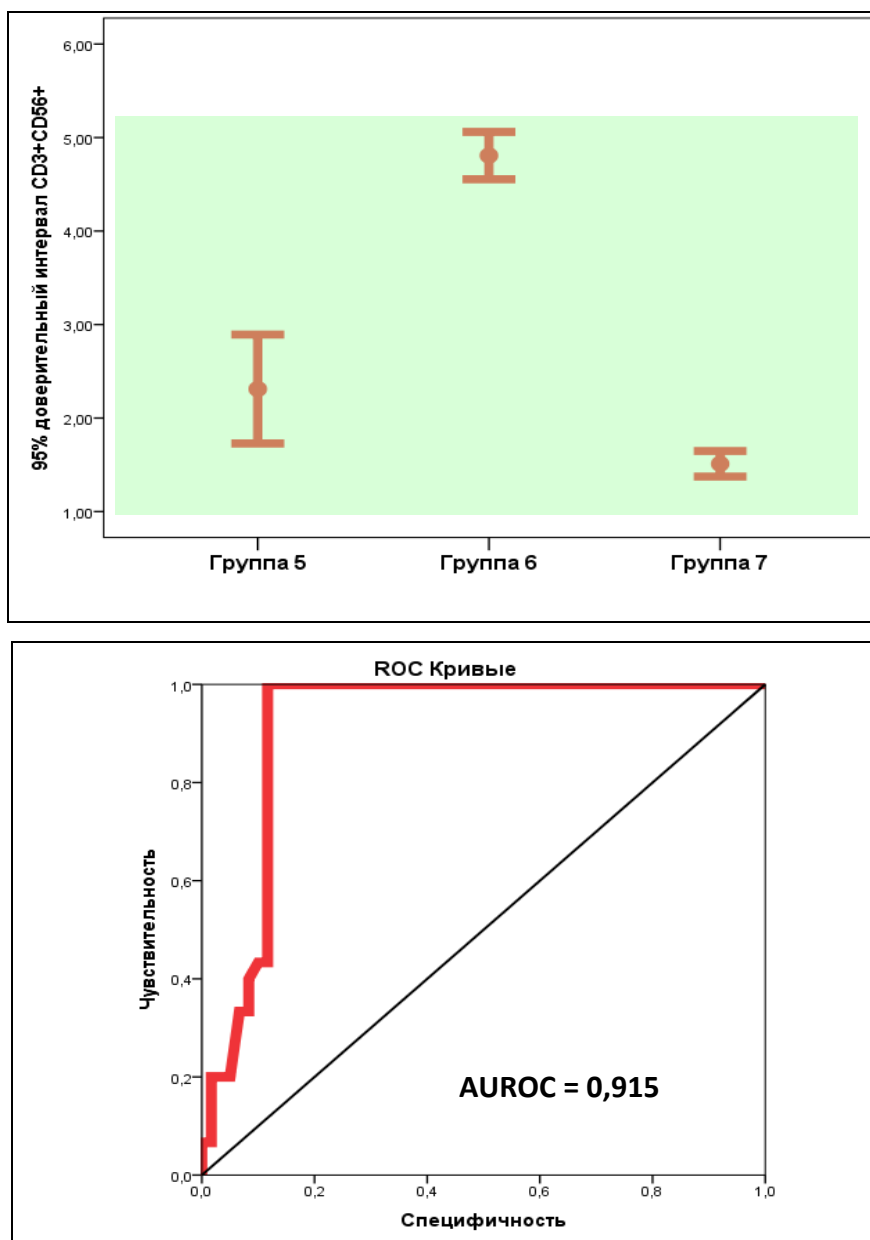 6,00
5,00
4,00
3,00
2,00
1,00
95% доверительный интервал CD3+CD56+
Группа 5 Группа 6 Группа 7
ROC Кривые
1,0
0,8
0,6
0,4
0,2
0,0
Чувствительность
AUROC = 0,915
0,0 0,2 0,4 0,6 0,8 1,0
Специфичность